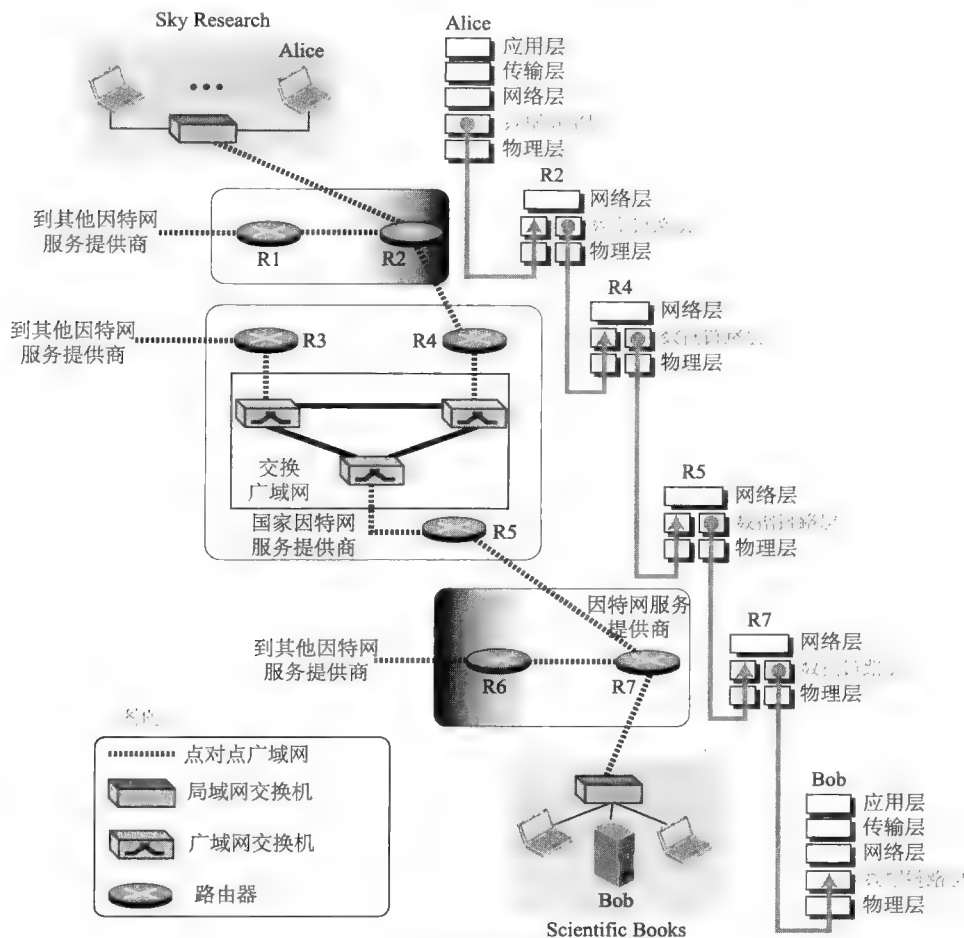 Sky Research
Alice
到其他因特网
服务提供商
R1
R2
到其他因特网
服务提供商
R3
R4
交换
广域网
国家因特网
服务提供商
R5
因特网服务
提供商
到其他因特网
服务提供商
R6
R7
点对点广域网
局域网交换机
广域网交换机
路由器
Bob
Scientific Books
Alice
应用层
传输层
网络层
物理层
R2
网络层
物理层
R4
网络层
物理层
R5
网络层
数据链路层
物理层
R7
网络层
物理层
Bob
应用层
传输层
网络层
物理层